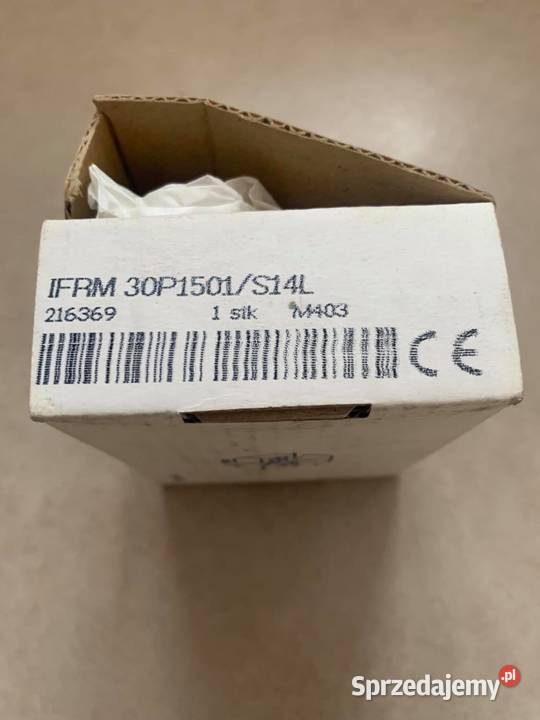 IFRM 30P1501/S14L
216369 1 stk M403
CE
Sprzedajemy.pl